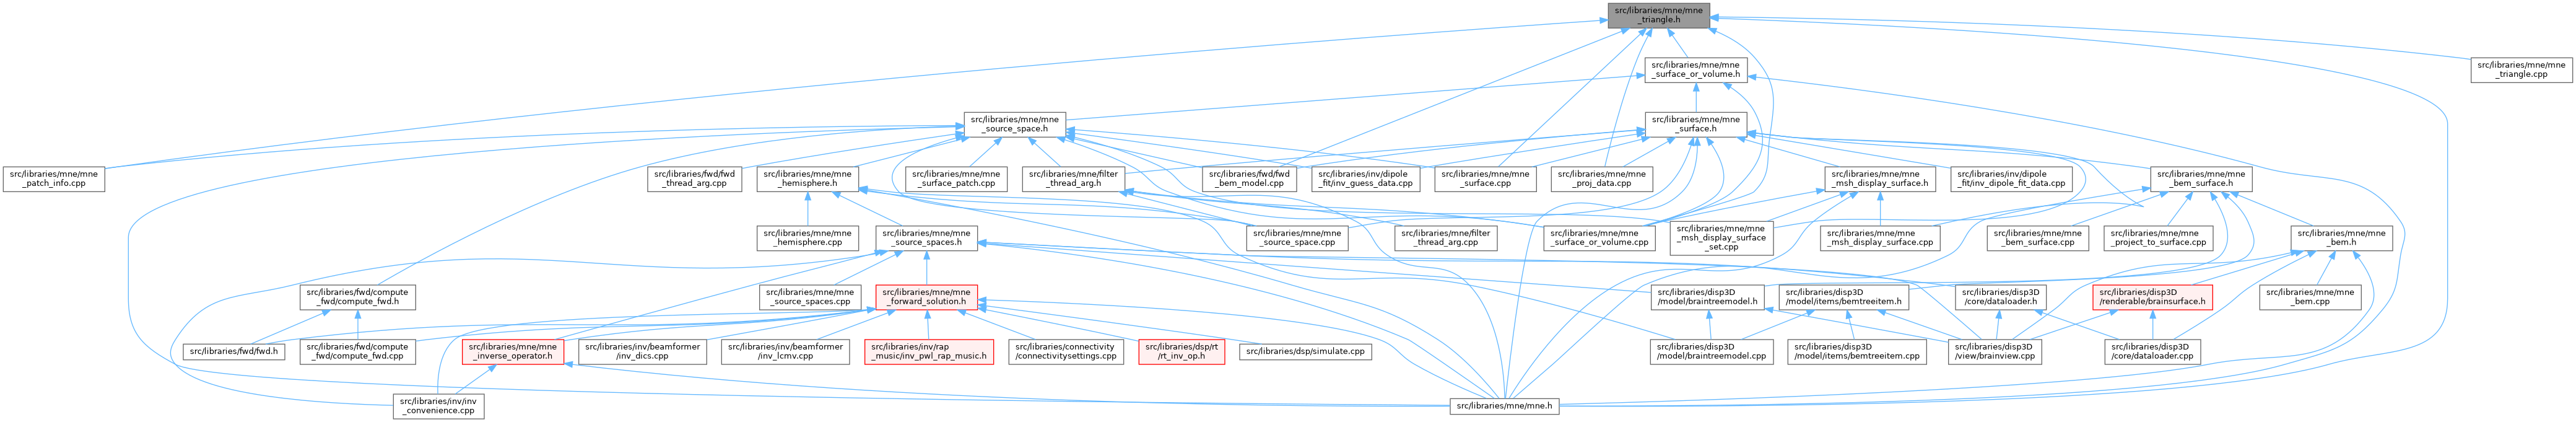 src/libraries/mne/mne
_triangle.h
src/libraries/mne/mne
_surface_or_volume.h
src/libraries/mne/mne
_triangle.cpp
src/libraries/mne/mne
_source_space.h
src/libraries/mne/mne
_surface.h
src/libraries/mne/mne
_patch_info.cpp
src/libraries/fwd/fwd
_thread_arg.cpp
src/libraries/mne/mne
_hemisphere.h
src/libraries/mne/mne
_surface_patch.cpp
src/libraries/mne/filter
_thread_arg.h
src/libraries/fwd/fwd
_bem_model.cpp
src/libraries/inv/dipole
_fit/inv_guess_data.cpp
src/libraries/mne/mne
_surface.cpp
src/libraries/mne/mne
_proj_data.cpp
src/libraries/mne/mne
_msh_display_surface.h
src/libraries/inv/dipole
_fit/inv_dipole_fit_data.cpp
src/libraries/mne/mne
_bem_surface.h
src/libraries/mne/mne
_hemisphere.cpp
src/libraries/mne/mne
_source_spaces.h
src/libraries/mne/mne
_source_space.cpp
src/libraries/mne/filter
_thread_arg.cpp
src/libraries/mne/mne
_surface_or_volume.cpp
src/libraries/mne/mne
_msh_display_surface
_set.cpp
src/libraries/mne/mne
_msh_display_surface.cpp
src/libraries/mne/mne
_bem_surface.cpp
src/libraries/mne/mne
_project_to_surface.cpp
src/libraries/mne/mne
_bem.h
src/libraries/fwd/compute
_fwd/compute_fwd.h
src/libraries/mne/mne
_source_spaces.cpp
src/libraries/mne/mne
_forward_solution.h
src/libraries/disp3D
/model/braintreemodel.h
src/libraries/disp3D
/model/items/bemtreeitem.h
src/libraries/disp3D
/core/dataloader.h
src/libraries/disp3D
/renderable/brainsurface.h
src/libraries/mne/mne
_bem.cpp
src/libraries/fwd/fwd.h
src/libraries/fwd/compute
_fwd/compute_fwd.cpp
src/libraries/mne/mne
_inverse_operator.h
src/libraries/inv/beamformer
/inv_dics.cpp
src/libraries/inv/beamformer
/inv_lcmv.cpp
src/libraries/inv/rap
_music/inv_pwl_rap_music.h
src/libraries/connectivity
/connectivitysettings.cpp
src/libraries/dsp/rt
/rt_inv_op.h
src/libraries/dsp/simulate.cpp
src/libraries/disp3D
/model/braintreemodel.cpp
src/libraries/disp3D
/model/items/bemtreeitem.cpp
src/libraries/disp3D
/view/brainview.cpp
src/libraries/disp3D
/core/dataloader.cpp
src/libraries/inv/inv
_convenience.cpp
src/libraries/mne/mne.h